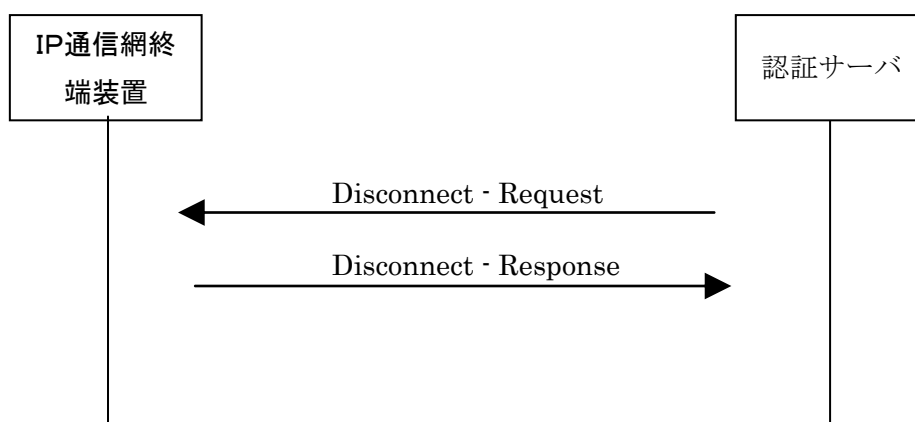 IP通信網終
端装置
認証サーバ
Disconnect - Request
Disconnect - Response